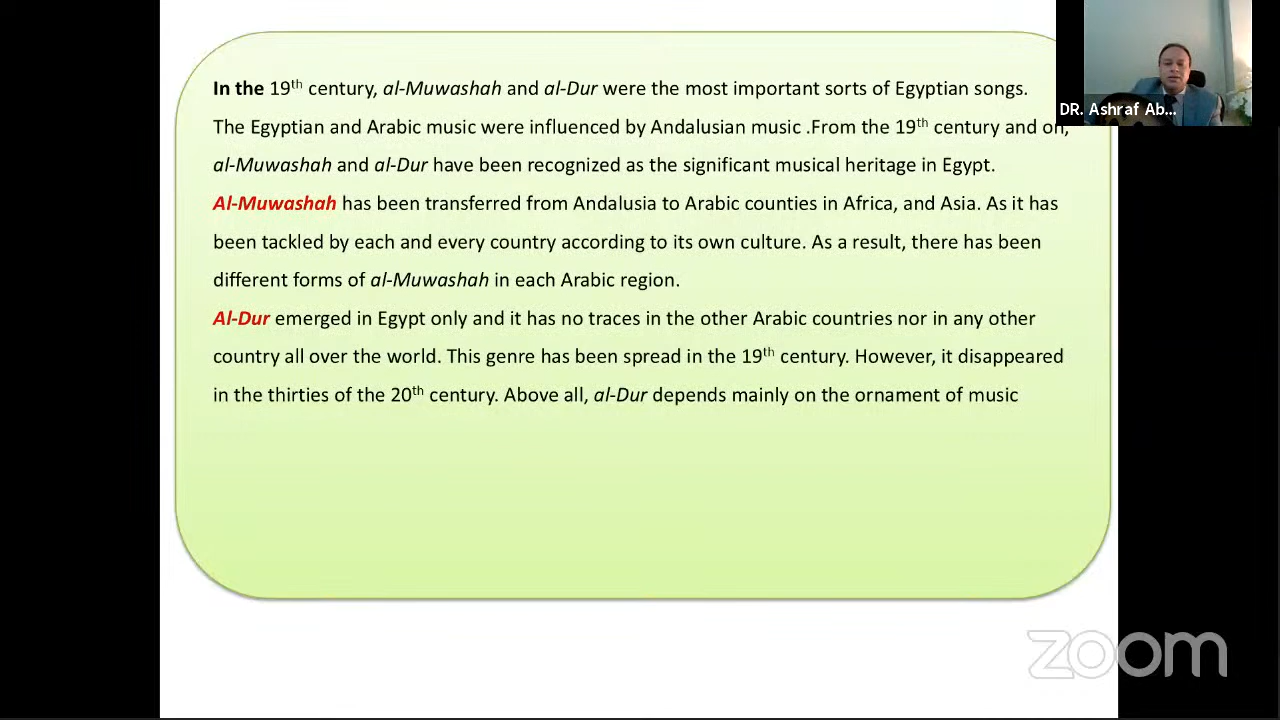 In the 19th century, al-Muwashah and al-Dur were the most important sorts of Egyptian songs.
The Egyptian and Arabic music were influenced by Andalusian music .From the 19th century and on,
al-Muwashah and al-Dur have been recognized as the significant musical heritage in Egypt.
Al-Muwashah has been transferred from Andalusia to Arabic counties in Africa, and Asia. As it has
been tackled by each and every country according to its own culture. As a result, there has been
different forms of al-Muwashah in each Arabic region.
Al-Dur emerged in Egypt only and it has no traces in the other Arabic countries nor in any other
country all over the world. This genre has been spread in the 19th century. However, it disappeared
in the thirties of the 20th century. Above all, al-Dur depends mainly on the ornament of music
DR. Ashraf Ab...
zoom